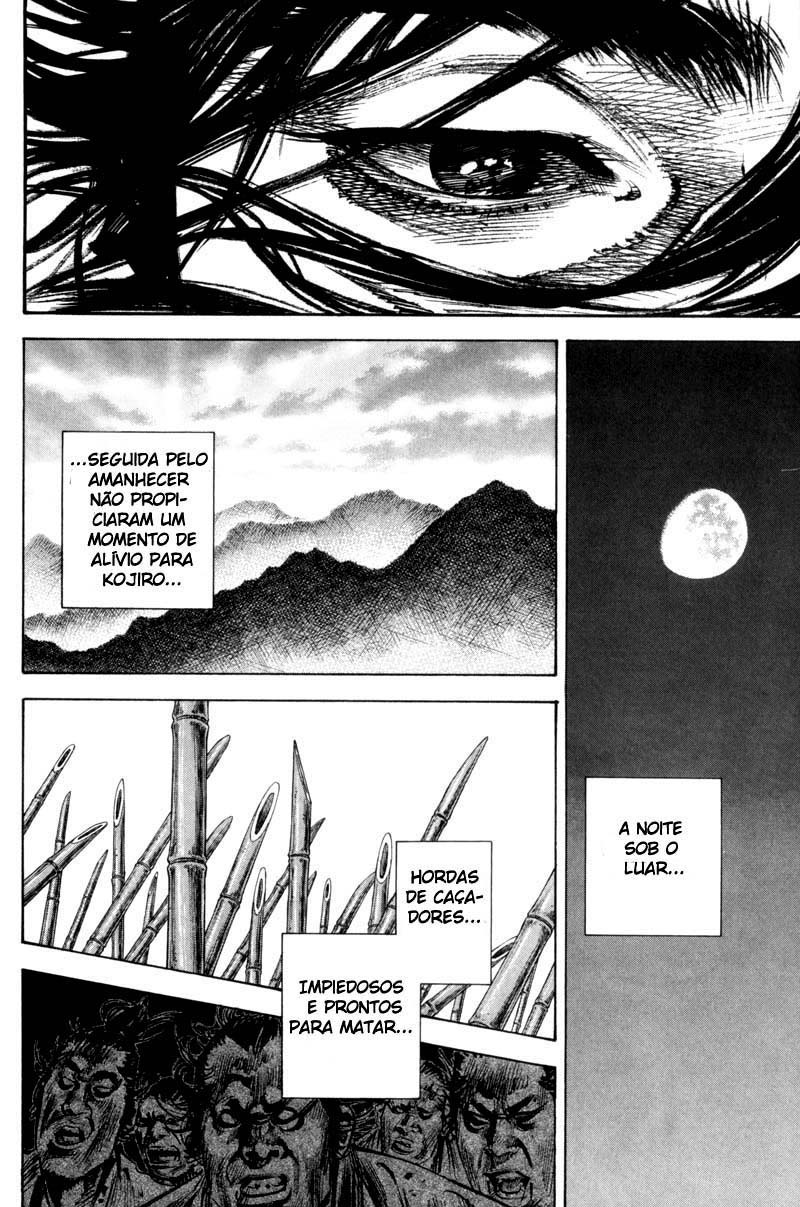 A NOITE
SOB O
LUAR...
...SEGUIDA PELO
AMANHECER
NÃO PROPI-
CIARAM UM
MOMENTO DE
ALÍVIO PARA
KOJIRO...
HORDAS
DE CAÇA-
DORES...
IMPIEDOSOS
E PRONTOS
PARA MATAR...